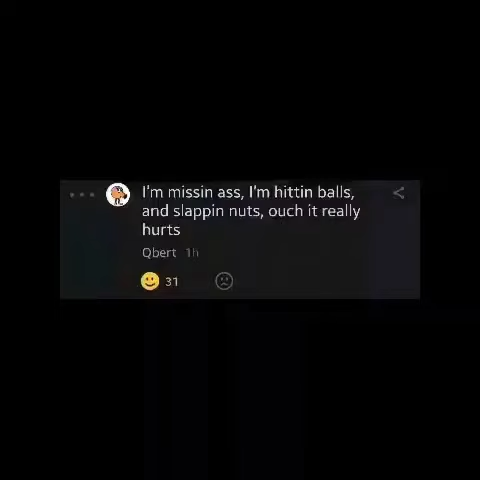 I'm missin ass, I'm hittin balls,
and slappin nuts, ouch it really
hurts
Qbert 1h
31